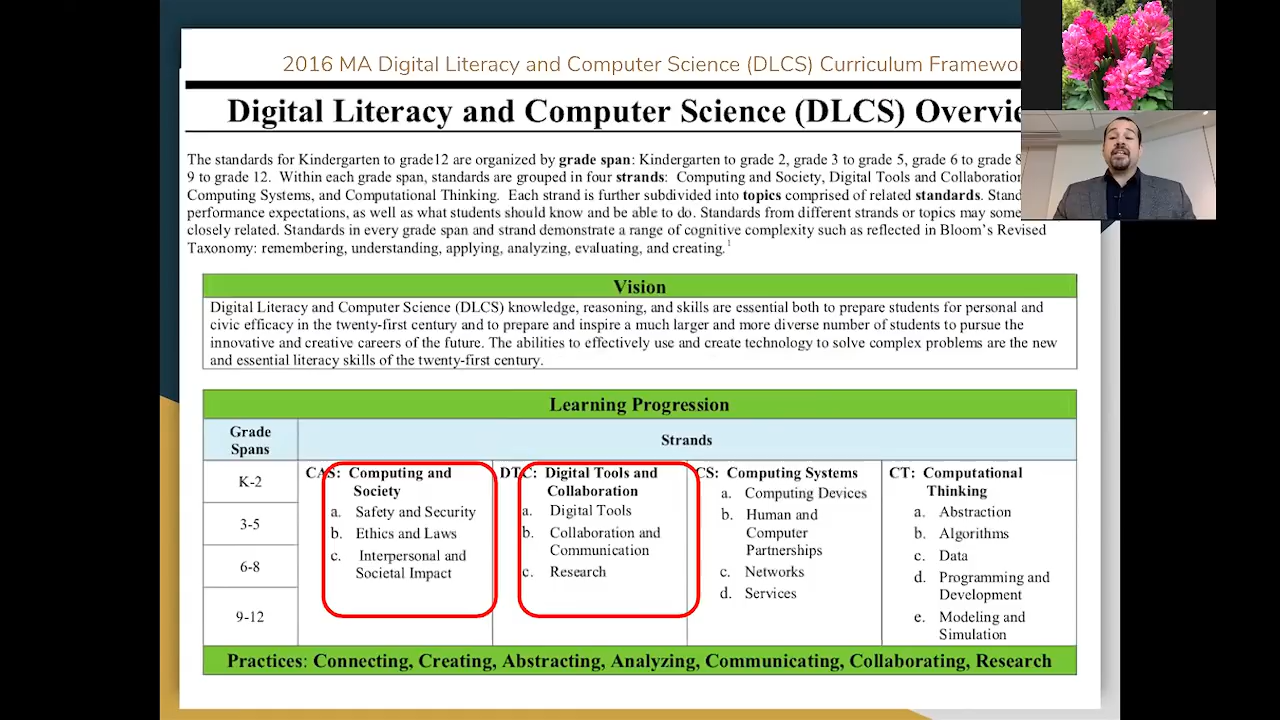 2016 MA Digital Literacy and Computer Science (DLCS) Curriculum
Digital Literacy and Computer Science (DLCS)
The standards for Kindergarten to grade12 are organized by grade span: Kindergarten to grade 2, grade 3 to grade 5, grade 6 to grade
9 to grade 12. Within each grade span, standards are grouped in four strands: Computing and Society, Digital Tools and Collaboration
Computing Systems, and Computational Thinking. Each strand is further subdivided into topics comprised of related standards.
performance expectations, as well as what students should know and be able to do. Standards from different strands or topics may
closely related. Standards in every grade span and strand demonstrate a range of cognitive complexity such as reflected in Bloom's Revised
Taxonomy: remembering, understanding, applying, analyzing, evaluating, and creating.1
Vision
Digital Literacy and Computer Science (DLCS) knowledge, reasoning, and skills are essential both to prepare students for personal and
civic efficacy in the twenty-first century and to prepare and inspire a much larger and more diverse number of students to pursue the
innovative and creative careers of the future. The abilities to effectively use and create technology to solve complex problems are the new
and essential literacy skills of the twenty-first century.
Learning Progression
Grade
Spans
Strands
K-2
3-5
6-8
9-12
CAS: Computing and
Society
a. Safety and Security
b. Ethics and Laws
c. Interpersonal and
Societal Impact
DTC: Digital Tools and
Collaboration
a. Digital Tools
b. Collaboration and
Communication
c. Research
CS: Computing Systems
a. Computing Devices
b. Human and
Computer
Partnerships
c. Networks
d. Services
CT: Computational
Thinking
a. Abstraction
b. Algorithms
c. Data
d. Programming and
Development
e. Modeling and
Simulation
Practices: Connecting, Creating, Abstracting, Analyzing, Communicating, Collaborating, Research